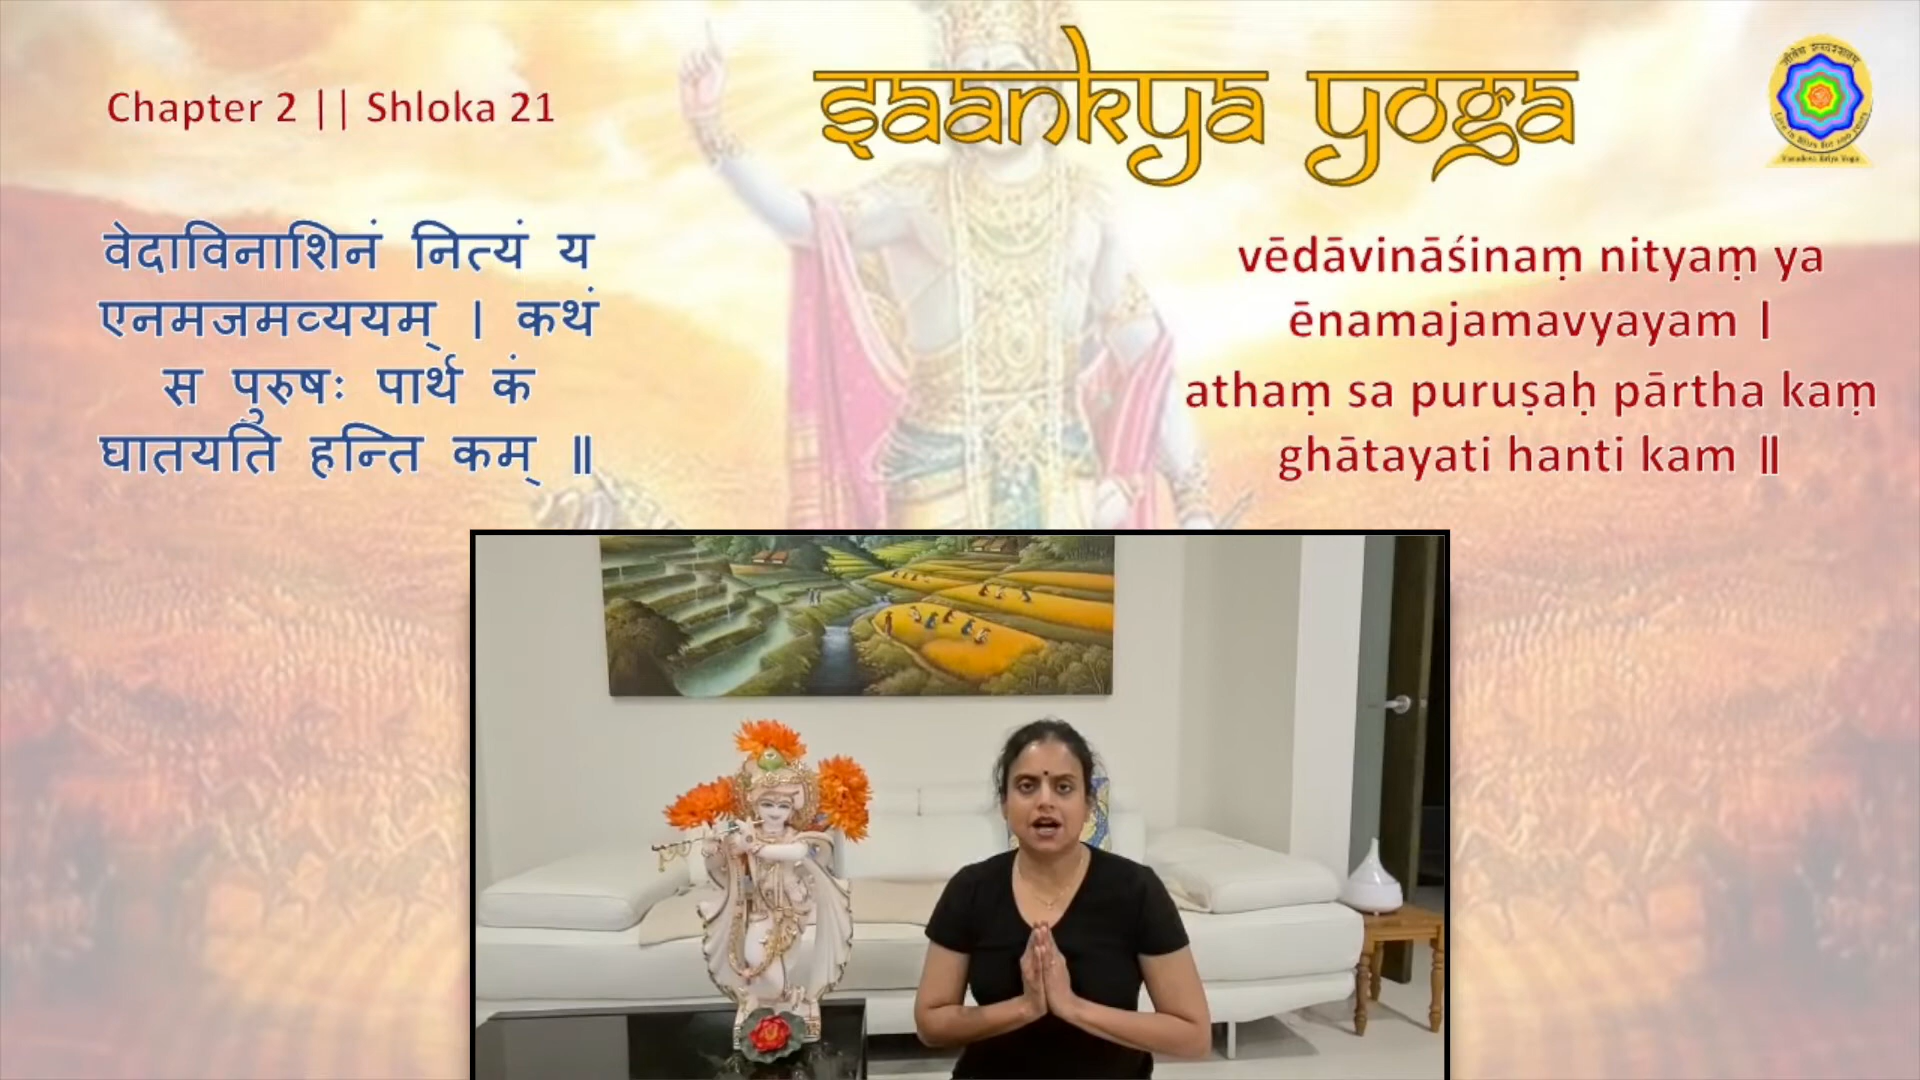 Chapter 2 || Shloka 21
saankya yoga
वेदाविनाशिनं नित्यं य
एनमजमव्ययम् । कथं
स पुरुषः पार्थ कं
घातयति हन्ति कम् ॥
vēdāvināśinaṃ nityaṃ ya
ēnamajamavyayam ।
athaṃ sa puruṣaḥ pārtha kaṃ
ghātayati hanti kam ॥